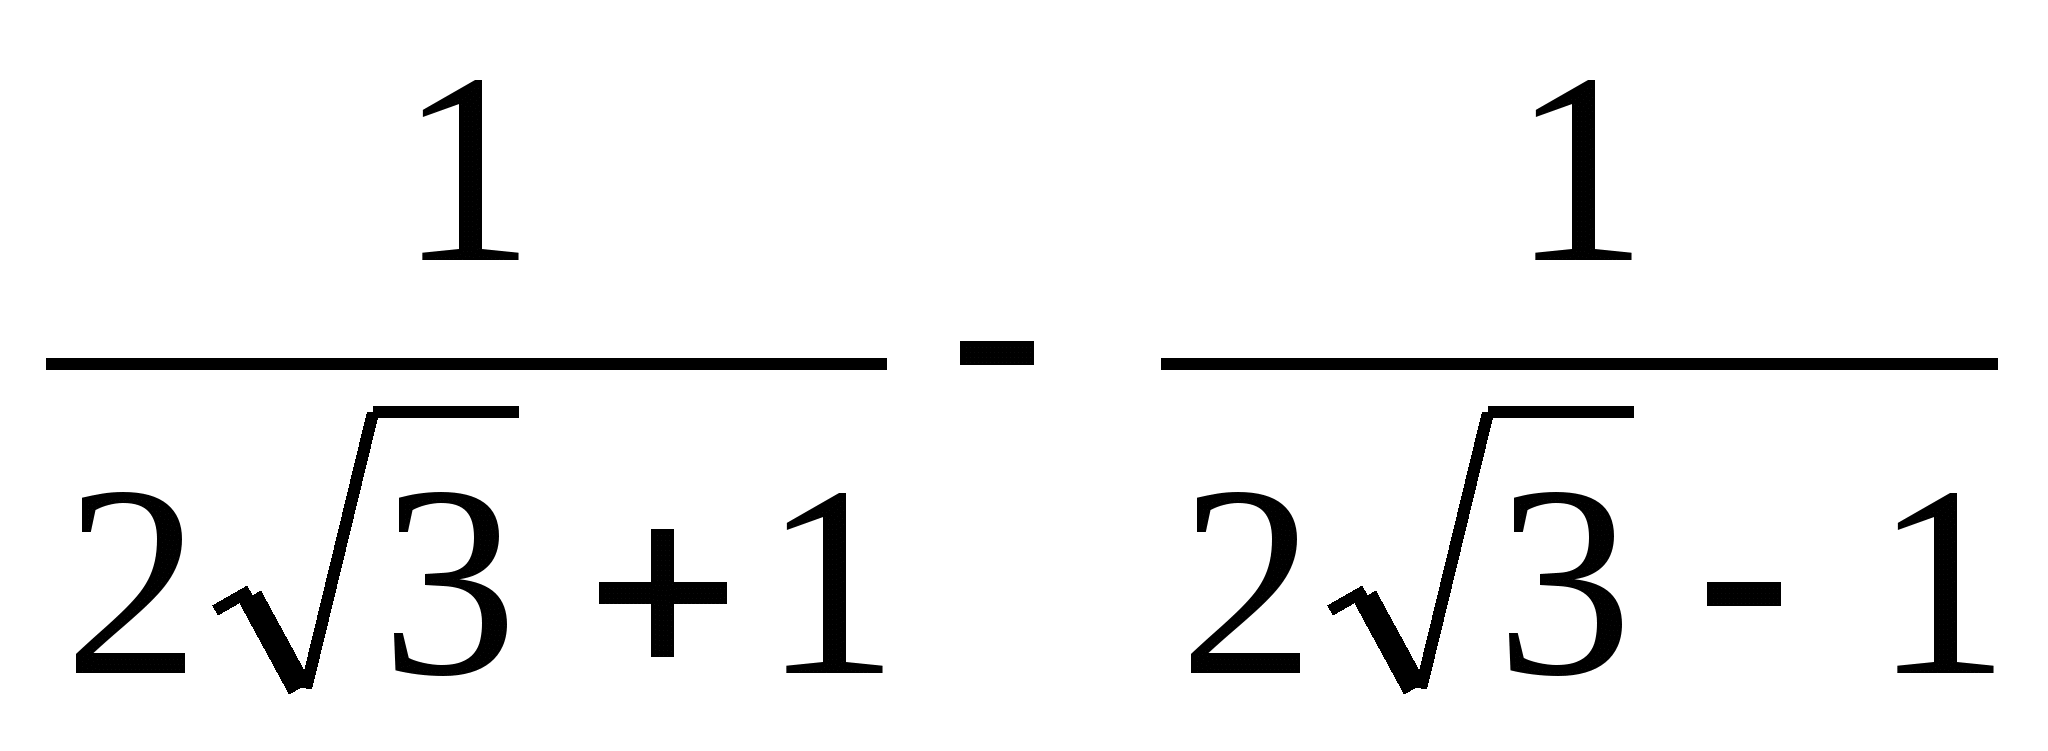 1/(2√3 + 1) - 1/(2√3 - 1)